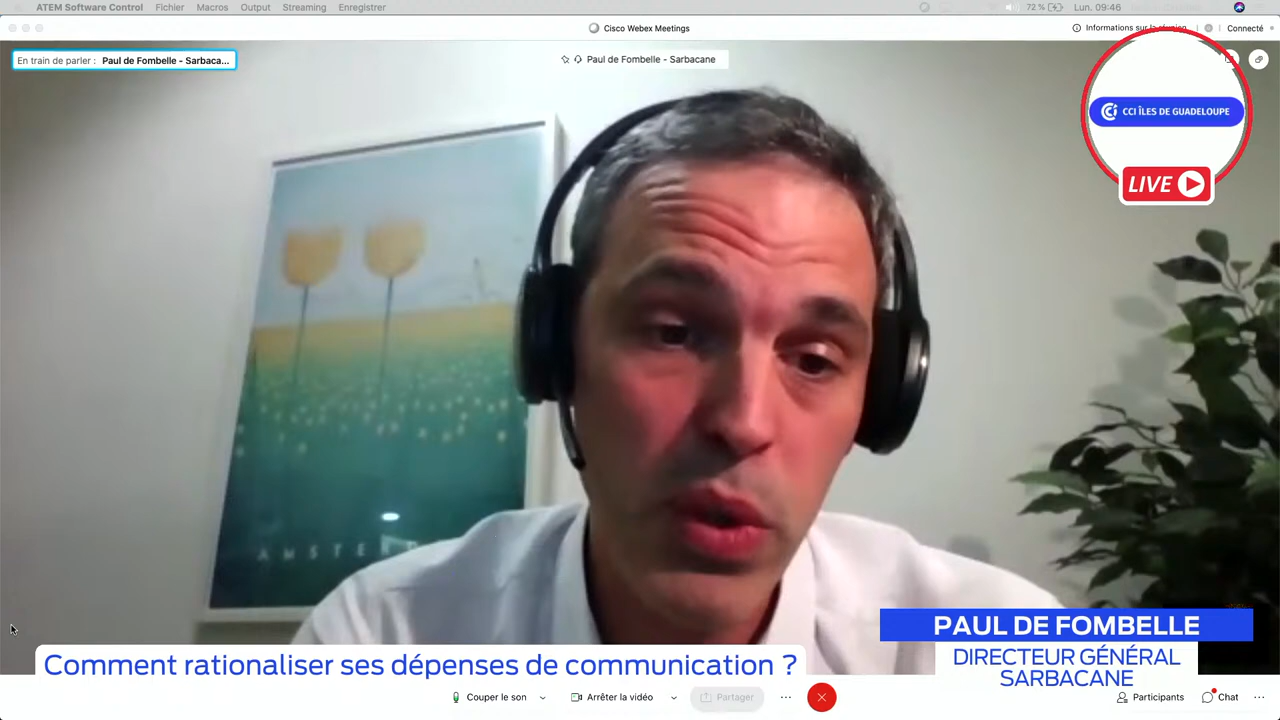 ATEM Software Control Fichier Macros Output Streaming Enregistrer 72 % Lun. 09:46
Cisco Webex Meetings Informations sur la réunion Connecté
En train de parler : Paul de Fombelle - Sarbaca...
Paul de Fombelle - Sarbacane
CCI ÎLES DE GUADELOUPE
LIVE
AMSTER
PAUL DE FOMBELLE
DIRECTEUR GÉNÉRAL
SARBACANE
Comment rationaliser ses dépenses de communication ?
Couper le son Arrêter la vidéo Partager Participants Chat